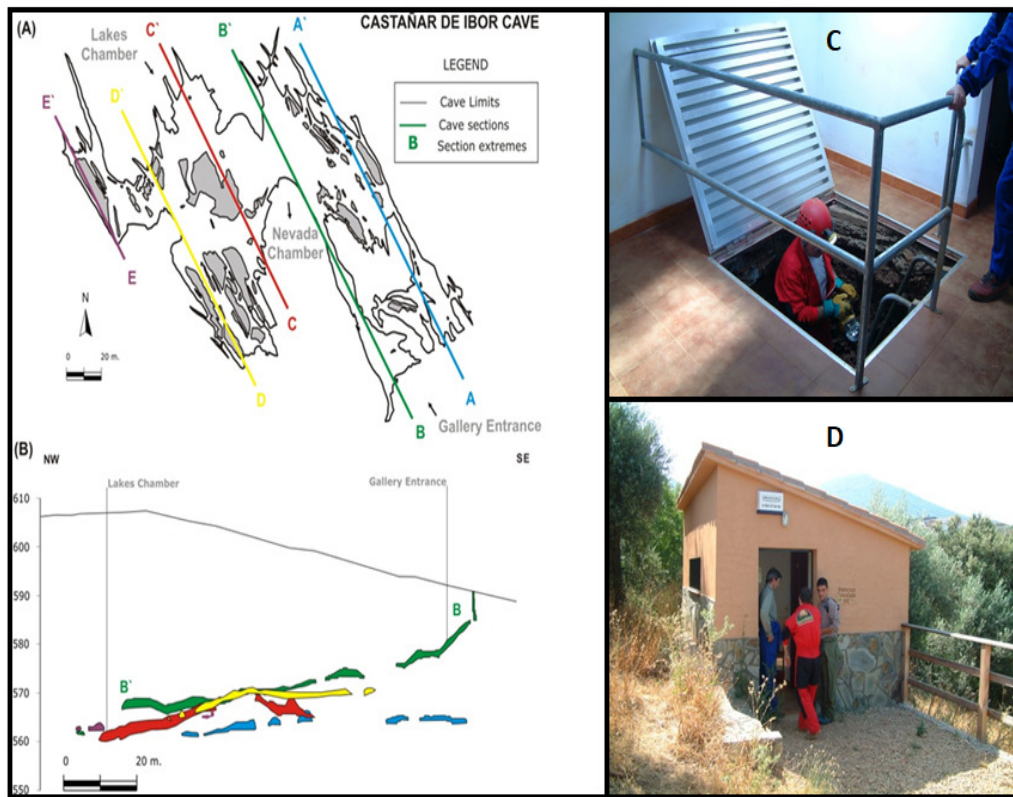 (A)
CASTAÑAR DE IBOR CAVE
Lakes
Chamber
C`
B`
A`
D`
E`
LEGEND
Cave Limits
Cave sections
B Section extremes
Nevada
Chamber
E
N
0 20 m.
C
D
A
B
Gallery Entrance
(B)
NW
SE
Lakes Chamber
Gallery Entrance
610
600
590
580
570
560
550
B
B`
0 20 m.
C
D